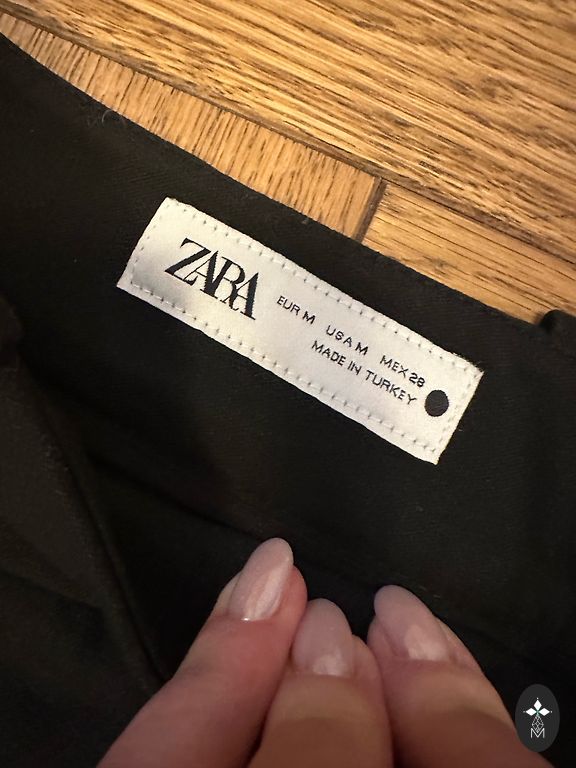 ZARA
EUR M USA M MEX 28
MADE IN TURKEY
M